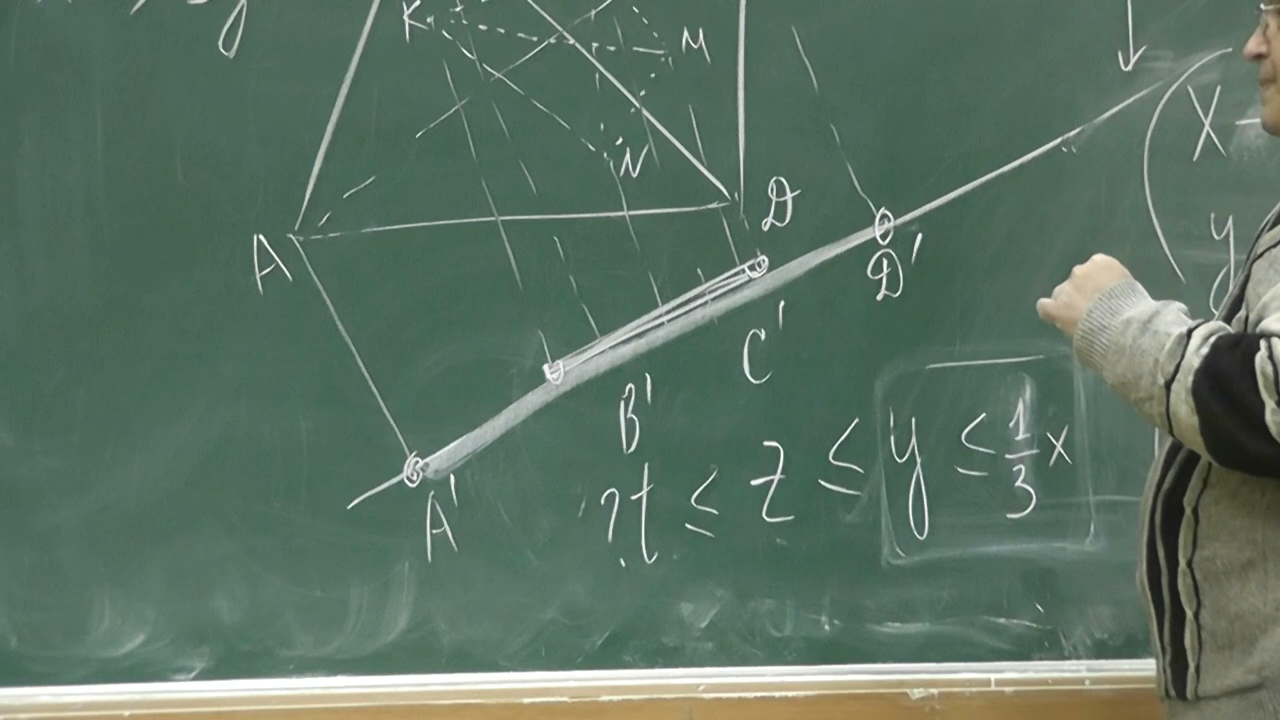 y
K
M
N
A
D
D'
C'
B'
A'
?t ≤ z ≤ y ≤ 1/3 x
x -
y